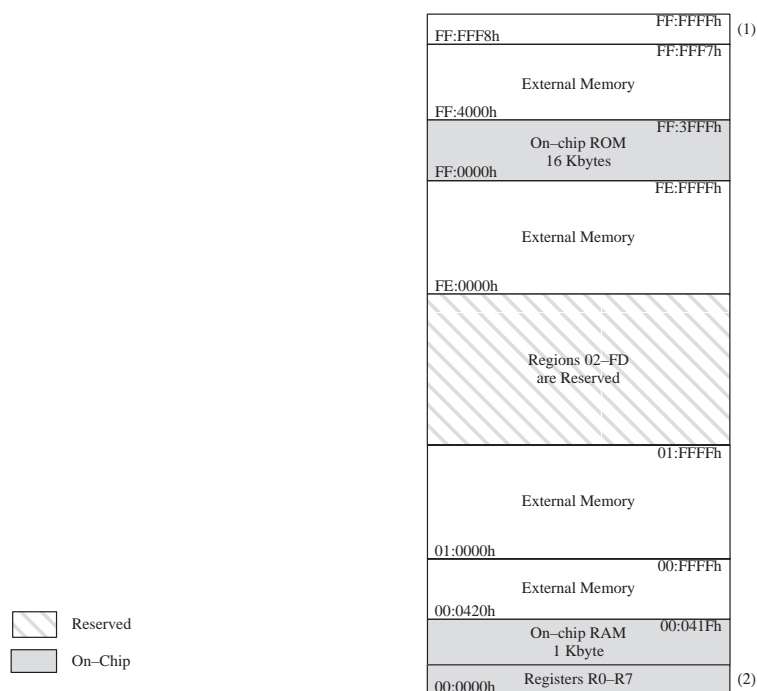 FF:FFFFh
(1)
FF:FFF8h
FF:FFF7h
External Memory
FF:4000h
FF:3FFFh
On–chip ROM
16 Kbytes
FF:0000h
FE:FFFFh
External Memory
FE:0000h
Regions 02–FD
are Reserved
01:FFFFh
External Memory
01:0000h
00:FFFFh
External Memory
00:0420h
00:041Fh
On–chip RAM
1 Kbyte
Registers R0–R7
(2)
00:0000h
Reserved
On–Chip